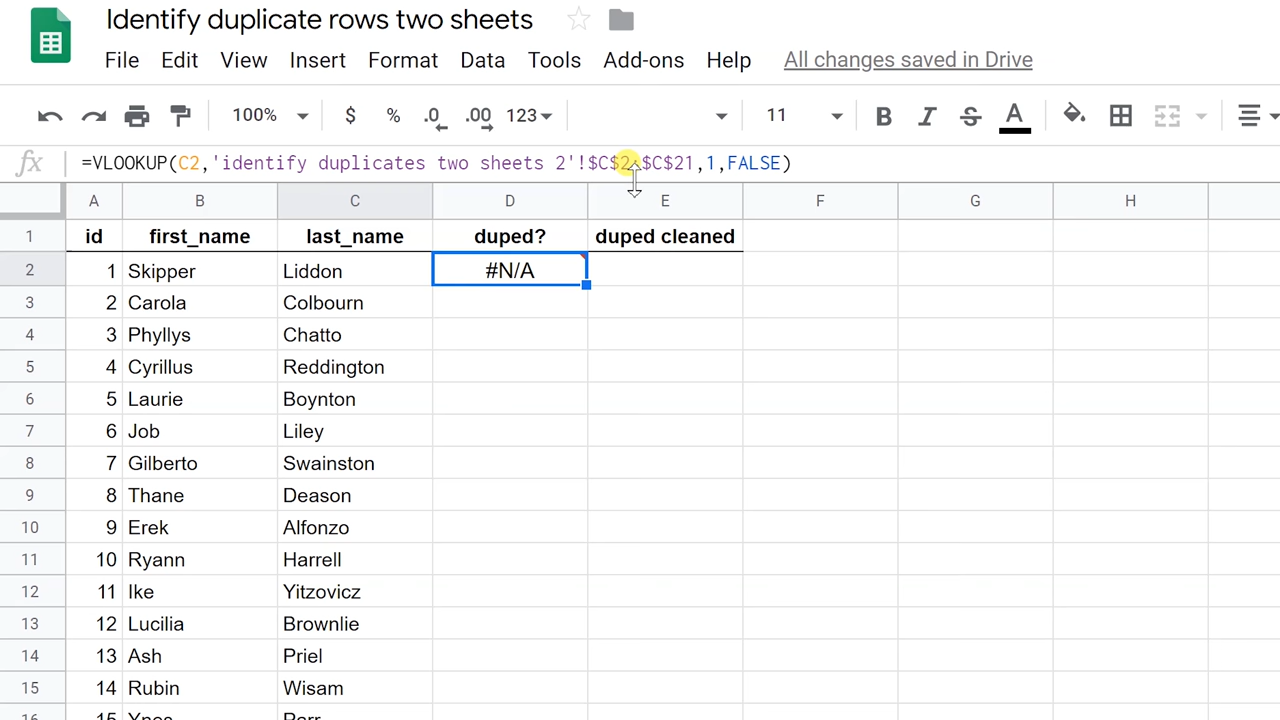 Identify duplicate rows two sheets
File Edit View Insert Format Data Tools Add-ons Help All changes saved in Drive
100% $ % .0 .00 123 11 B I S A
fx =VLOOKUP(C2,'identify duplicates two sheets 2'!$C$2:$C$21,1,FALSE)
A B C D E F G H
1 id first_name last_name duped? duped cleaned
2 1 Skipper Liddon #N/A
3 2 Carola Colbourn
4 3 Phyllys Chatto
5 4 Cyrillus Reddington
6 5 Laurie Boynton
7 6 Job Liley
8 7 Gilberto Swainston
9 8 Thane Deason
10 9 Erek Alfonzo
11 10 Ryann Harrell
12 11 Ike Yitzovicz
13 12 Lucilia Brownlie
14 13 Ash Priel
15 14 Rubin Wisam